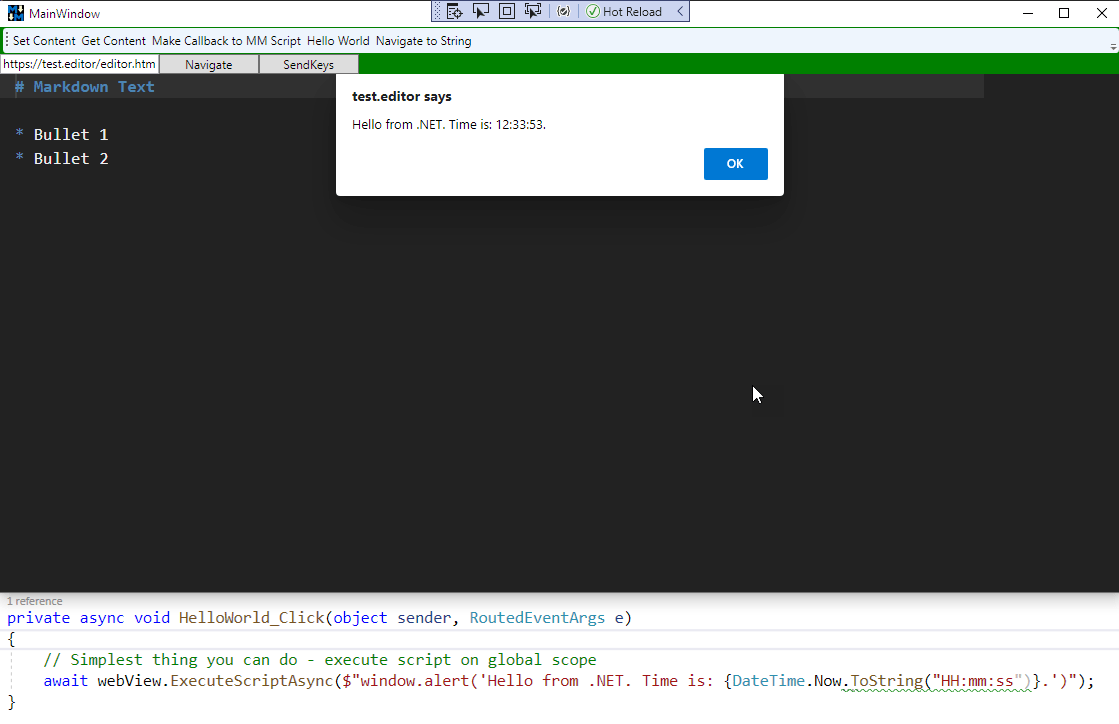 MainWindow
Hot Reload
Set Content Get Content Make Callback to MM Script Hello World Navigate to String
https://test.editor/editor.htm Navigate SendKeys
# Markdown Text
test.editor says
Hello from .NET. Time is: 12:33:53.
* Bullet 1
* Bullet 2
OK
1 reference
private async void HelloWorld_Click(object sender, RoutedEventArgs e)
{
// Simplest thing you can do - execute script on global scope
await webView.ExecuteScriptAsync($"window.alert('Hello from .NET. Time is: {DateTime.Now.ToString("HH:mm:ss")}.')");
}